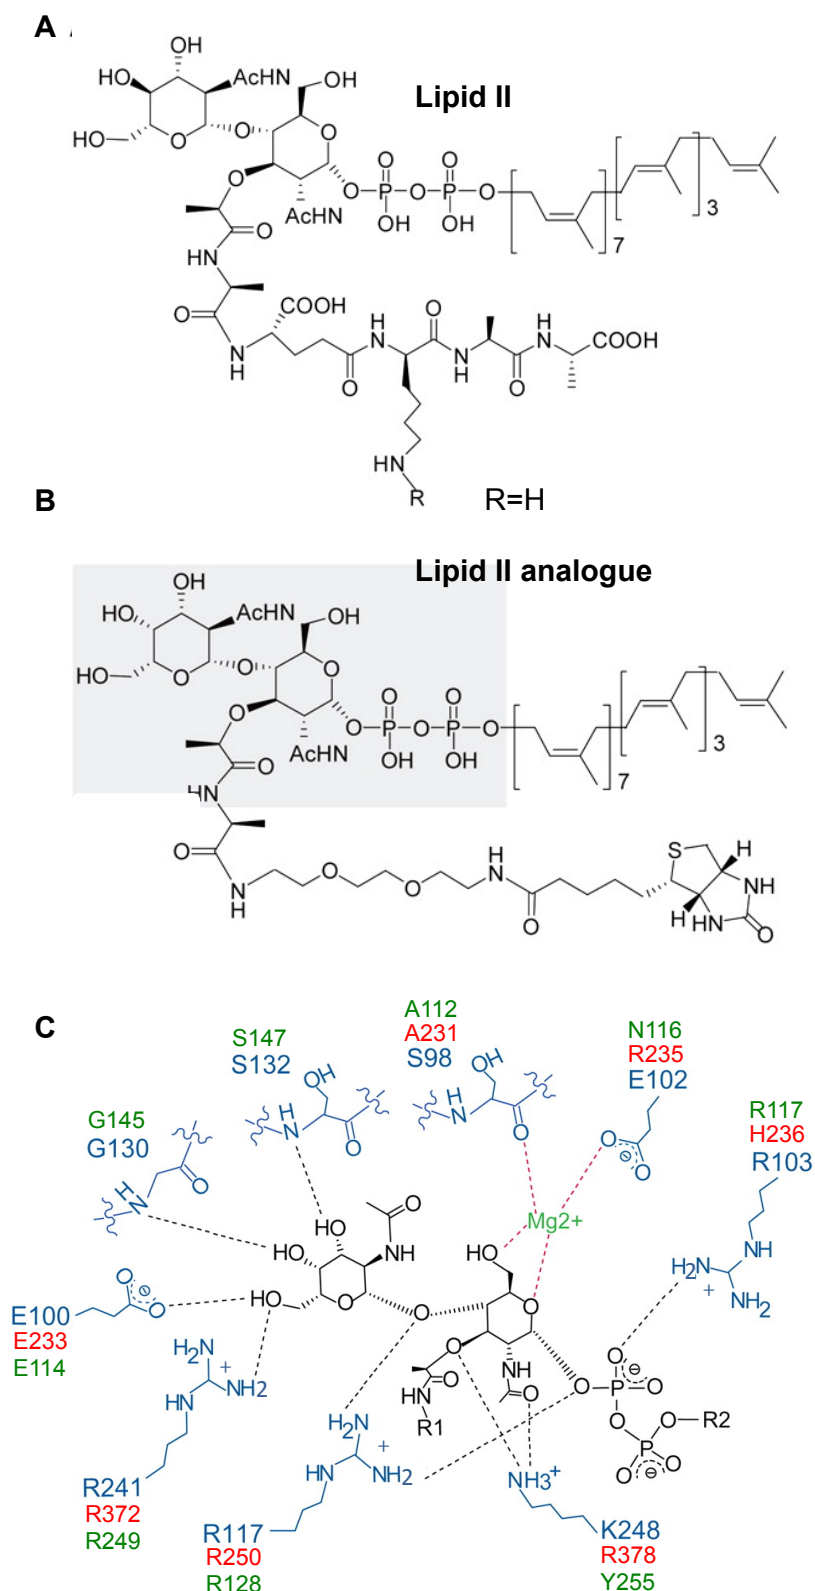 A
OH
HO
AcHN
OH
Lipid II
HO
O
O
O
O
O
O
O
P
O
P
O
AcHN
OH
OH
7
3
O
HN
O
COOH
N
H
O
H
N
O
N
H
O
H
N
COOH
HN
R
B
R=H
Lipid II analogue
OH
HO
AcHN
OH
HO
O
O
O
O
O
O
O
P
O
P
O
AcHN
OH
OH
7
3
O
HN
O
N
H
O
O
H
N
O
S
H
NH
H
HN
O
C
A112
A231
S98
S147
S132
N116
R235
E102
G145
G130
R117
H236
R103
OH
H
N
O
OH
H
N
O
O
O
H
N
O
Mg2+
HO
O
NH
HO
HO
HO
O
O
O
NH
H2N
+
NH2
O
O
E100
E233
E114
H2N
+
NH2
HN
O
O
HN
R1
NH
O
O
O
P
O
O
O
R2
P
O
O
H2N
+
HN
NH2
NH3+
R241
R372
R249
R117
R250
R128
K248
R378
Y255